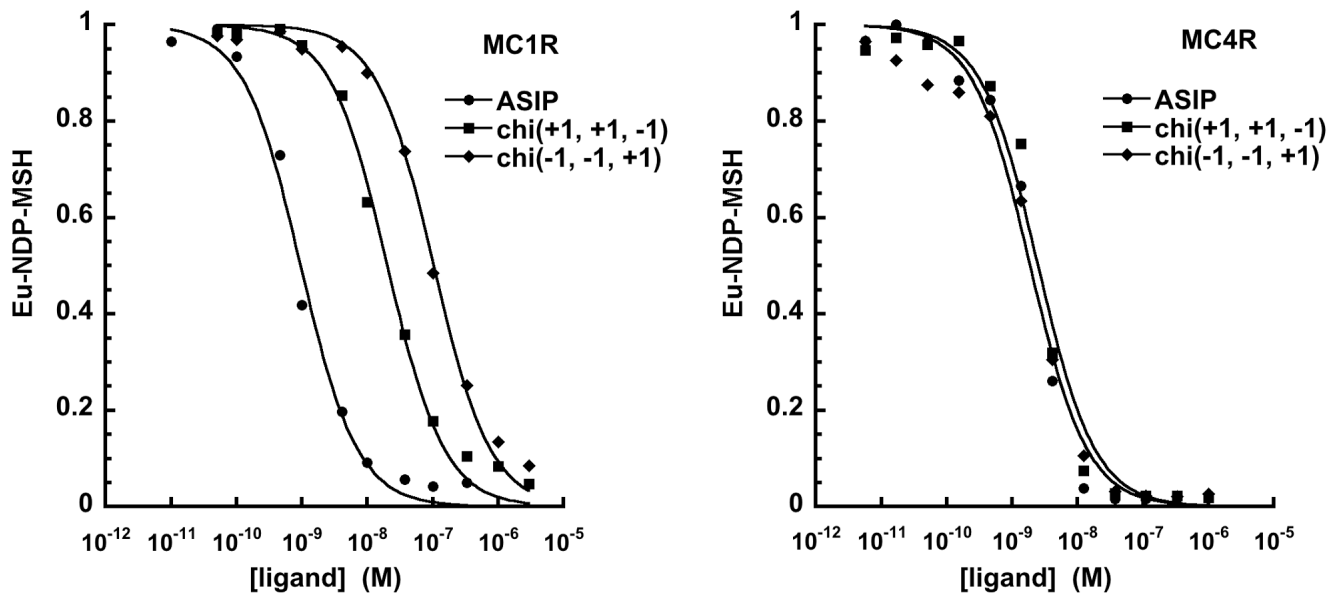 MC1R
ASIP
chi(+1, +1, -1)
chi(-1, -1, +1)
Eu-NDP-MSH
1
0.8
0.6
0.4
0.2
0
10⁻¹² 10⁻¹¹ 10⁻¹⁰ 10⁻⁹ 10⁻⁸ 10⁻⁷ 10⁻⁶ 10⁻⁵
[ligand] (M)
MC4R
ASIP
chi(+1, +1, -1)
chi(-1, -1, +1)
Eu-NDP-MSH
1
0.8
0.6
0.4
0.2
0
10⁻¹² 10⁻¹¹ 10⁻¹⁰ 10⁻⁹ 10⁻⁸ 10⁻⁷ 10⁻⁶ 10⁻⁵
[ligand] (M)